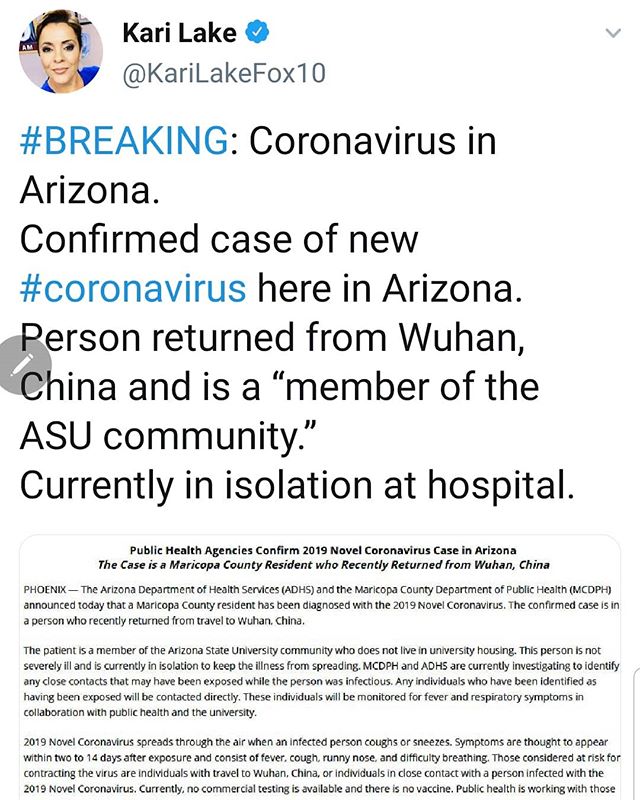 AM
Kari Lake
@KariLakeFox10
#BREAKING: Coronavirus in
Arizona.
Confirmed case of new
#coronavirus here in Arizona.
Person returned from Wuhan,
China and is a “member of the
ASU community.”
Currently in isolation at hospital.
Public Health Agencies Confirm 2019 Novel Coronavirus Case in Arizona
The Case is a Maricopa County Resident who Recently Returned from Wuhan, China
PHOENIX — The Arizona Department of Health Services (ADHS) and the Maricopa County Department of Public Health (MCDPH)
announced today that a Maricopa County resident has been diagnosed with the 2019 Novel Coronavirus. The confirmed case is in
a person who recently returned from travel to Wuhan, China.
The patient is a member of the Arizona State University community who does not live in university housing. This person is not
severely ill and is currently in isolation to keep the illness from spreading. MCDPH and ADHS are currently investigating to identify
any close contacts that may have been exposed while the person was infectious. Any individuals who have been identified as
having been exposed will be contacted directly. These individuals will be monitored for fever and respiratory symptoms in
collaboration with public health and the university.
2019 Novel Coronavirus spreads through the air when an infected person coughs or sneezes. Symptoms are thought to appear
within two to 14 days after exposure and consist of fever, cough, runny nose, and difficulty breathing. Those considered at risk for
contracting the virus are individuals with travel to Wuhan, China, or individuals in close contact with a person infected with the
2019 Novel Coronavirus. Currently, no commercial testing is available and there is no vaccine. Public health is working with those